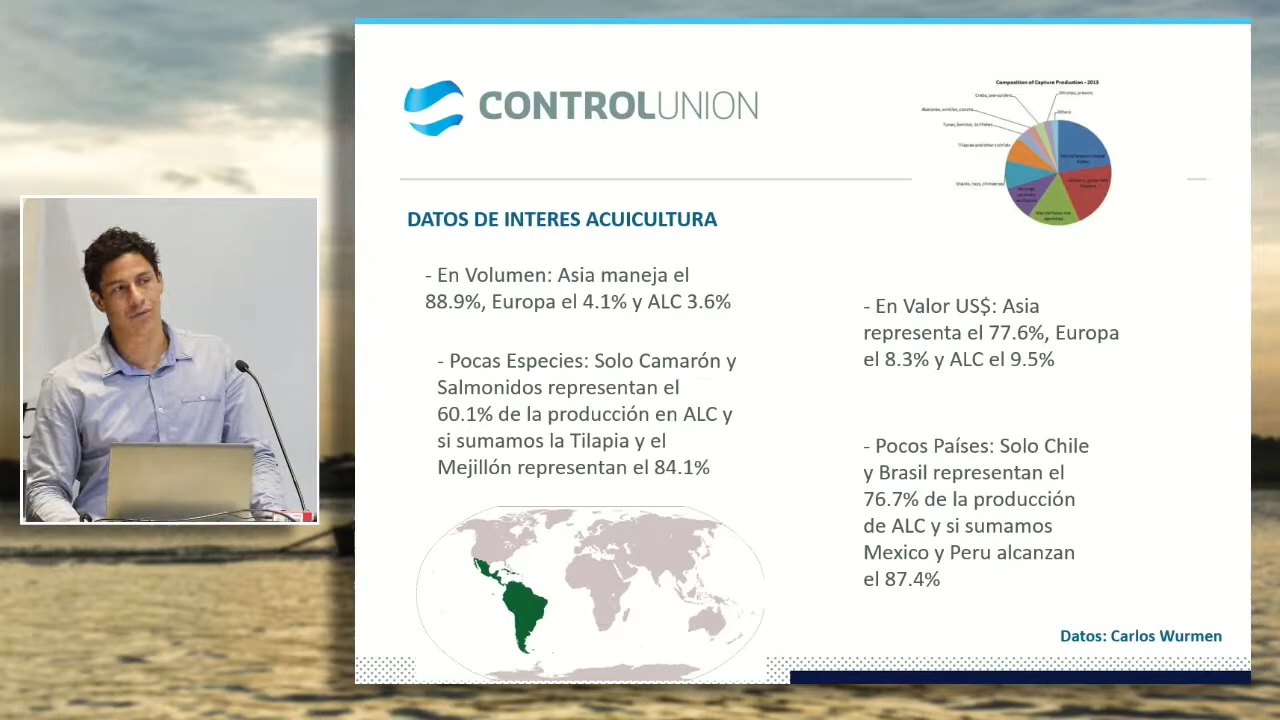 CONTROLUNION
Composition of Capture Production - 2013
Shrimps, prawns
Others
DATOS DE INTERES ACUICULTURA
- En Volumen: Asia maneja el
88.9%, Europa el 4.1% y ALC 3.6%
- Pocas Especies: Solo Camarón y
Salmonidos representan el
60.1% de la producción en ALC y
si sumamos la Tilapia y el
Mejillón representan el 84.1%
- En Valor US$: Asia
representa el 77.6%, Europa
el 8.3% y ALC el 9.5%
- Pocos Países: Solo Chile
y Brasil representan el
76.7% de la producción
de ALC y si sumamos
Mexico y Peru alcanzan
el 87.4%
Datos: Carlos Wurmen